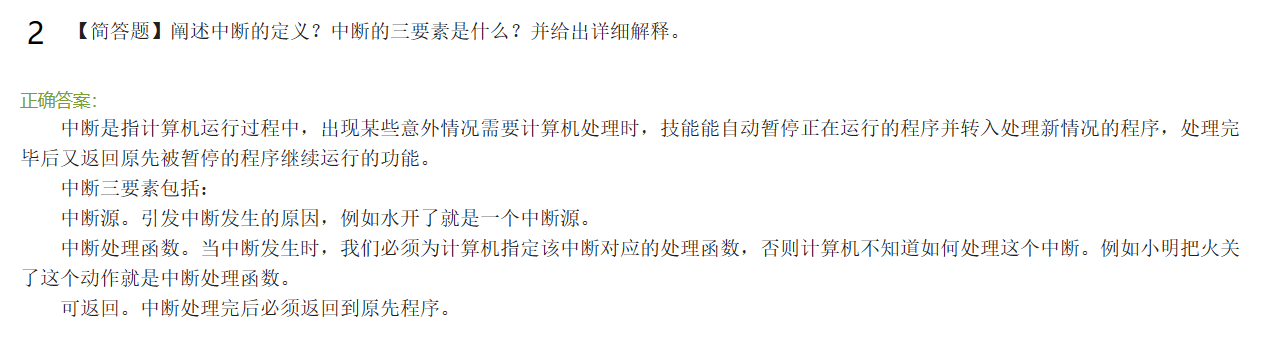 2 【简答题】阐述中断的定义？中断的三要素是什么？并给出详细解释。
正确答案：
中断是指计算机运行过程中，出现某些意外情况需要计算机处理时，技能能自动暂停正在运行的程序并转入处理新情况的程序，处理完
毕后又返回原先被暂停的程序继续运行的功能。
中断三要素包括：
中断源。引发中断发生的原因，例如水开了就是一个中断源。
中断处理函数。当中断发生时，我们必须为计算机指定该中断对应的处理函数，否则计算机不知道如何处理这个中断。例如小明把火关
了这个动作就是中断处理函数。
可返回。中断处理完后必须返回到原先程序。